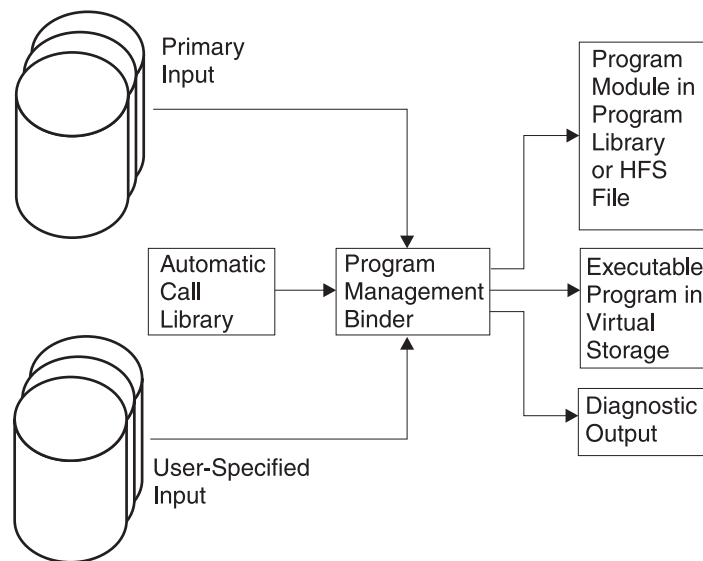 Primary
Input
Program
Module in
Program
Library
or HFS
File
Automatic
Call
Library
Program
Management
Binder
Executable
Program in
Virtual
Storage
Diagnostic
Output
User-Specified
Input